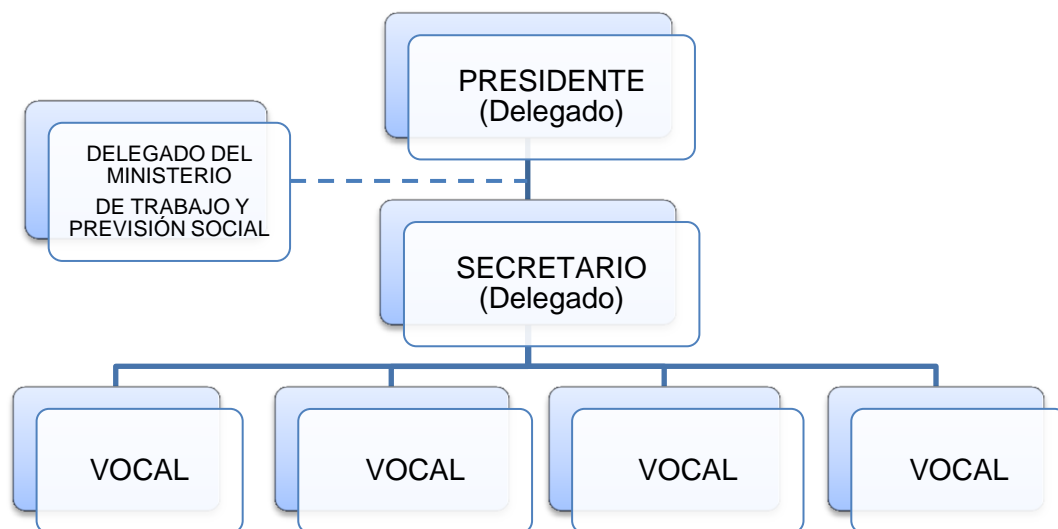 PRESIDENTE
(Delegado)
DELEGADO DEL
MINISTERIO
DE TRABAJO Y
PREVISIÓN SOCIAL
SECRETARIO
(Delegado)
VOCAL
VOCAL
VOCAL
VOCAL